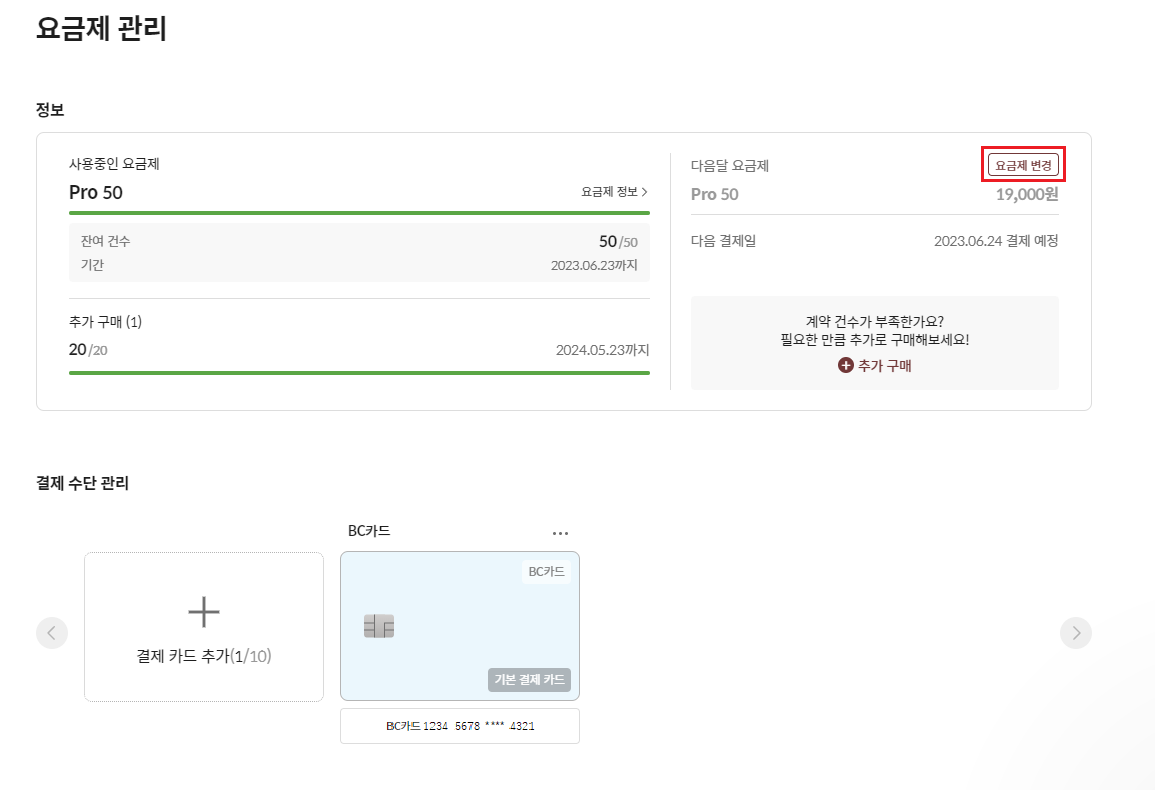 요금제 관리
정보
사용중인 요금제
Pro 50
요금제 정보 >
잔여 건수
50/50
기간
2023.06.23까지
추가 구매 (1)
20/20
2024.05.23까지
다음달 요금제
요금제 변경
Pro 50
19,000원
다음 결제일
2023.06.24 결제 예정
계약 건수가 부족한가요?
필요한 만큼 추가로 구매해보세요!
추가 구매
결제 수단 관리
결제 카드 추가(1/10)
BC카드
BC카드
기본 결제 카드
BC카드 1234 5678 **** 4321